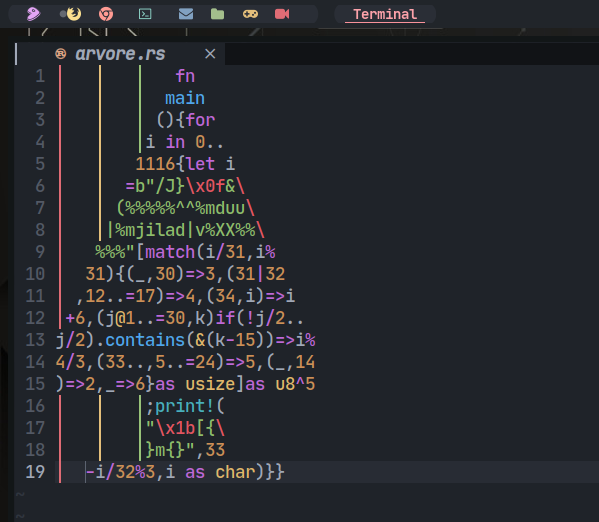 Terminal
arvore.rs ×
1 fn
2 main
3 (){for
4 i in 0..
5 1116{let i
6 =b"/J}\x0f&\
7 (%%%%%^^%mduu\
8 |%mjilad|v%XX%%\
9 %%%"[match(i/31,i%
10 31){(_,30)=>3,(31|32
11 ,12..=17)=>4,(34,i)=>i
12 +6,(j@1..=30,k)if(!j/2..
13 j/2).contains(&(k-15))=>i%
14 4/3,(33..,5..=24)=>5,(_,14
15 )=>2,_=>6}as usize]as u8^5
16 ;print!(
17 "\x1b[{\
18 }m{}",33
19 -i/32%3,i as char)}}
~
~